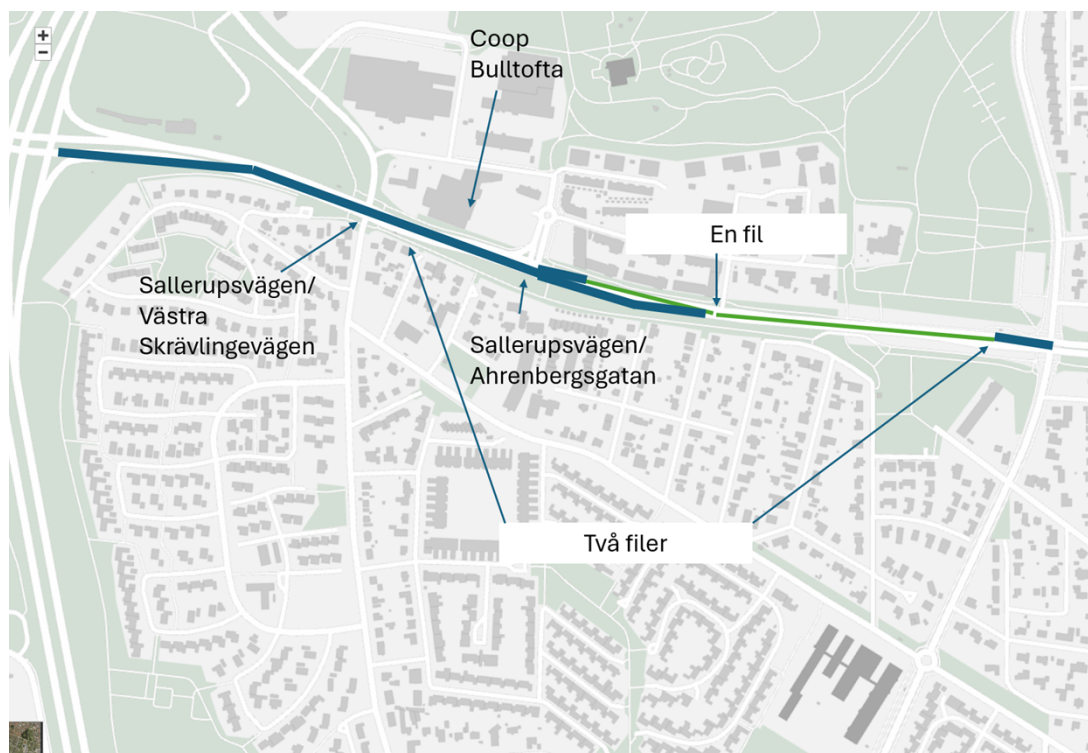 +
−
Coop
Bulltofta
En fil
Sallerupsvägen/
Västra
Skrävlingevägen
Sallerupsvägen/
Ahrenbergsgatan
Två filer